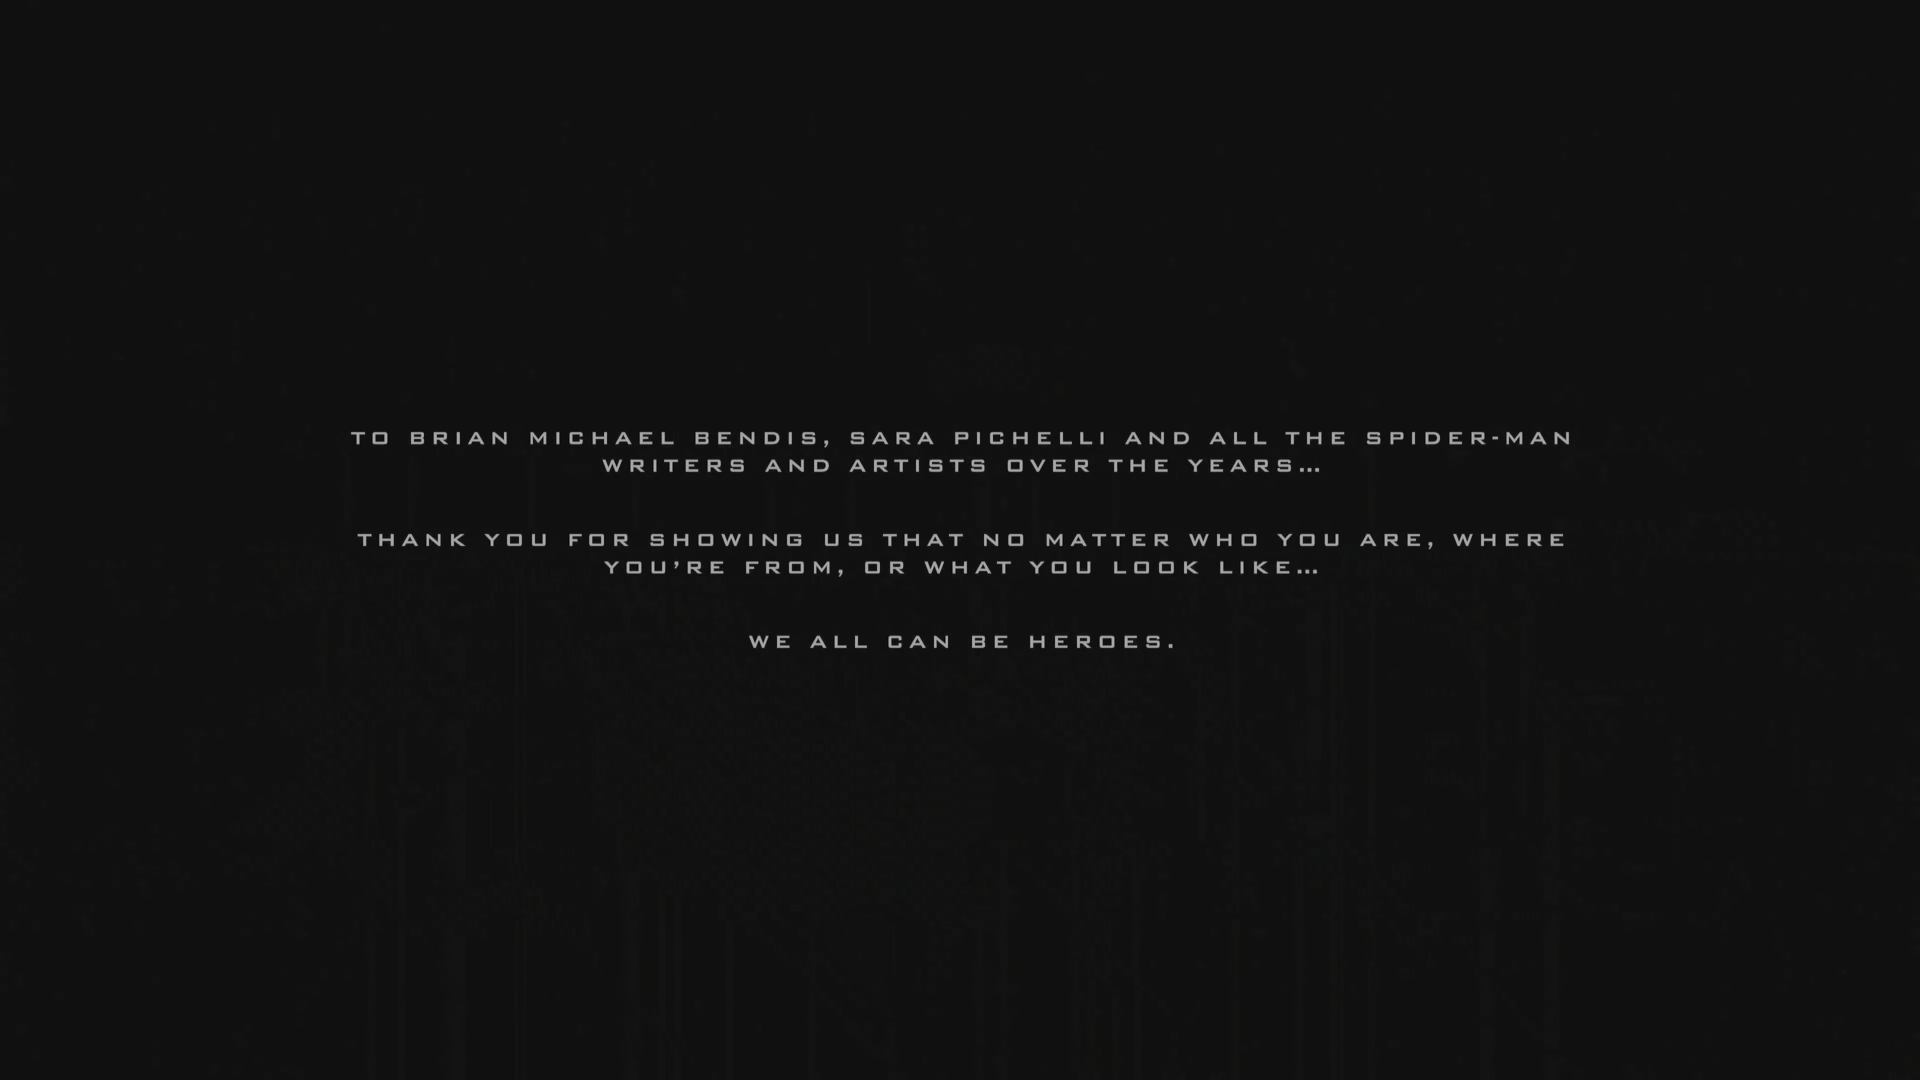 TO BRIAN MICHAEL BENDIS, SARA PICHELLI AND ALL THE SPIDER-MAN
WRITERS AND ARTISTS OVER THE YEARS...
THANK YOU FOR SHOWING US THAT NO MATTER WHO YOU ARE, WHERE
YOU’RE FROM, OR WHAT YOU LOOK LIKE...
WE ALL CAN BE HEROES.